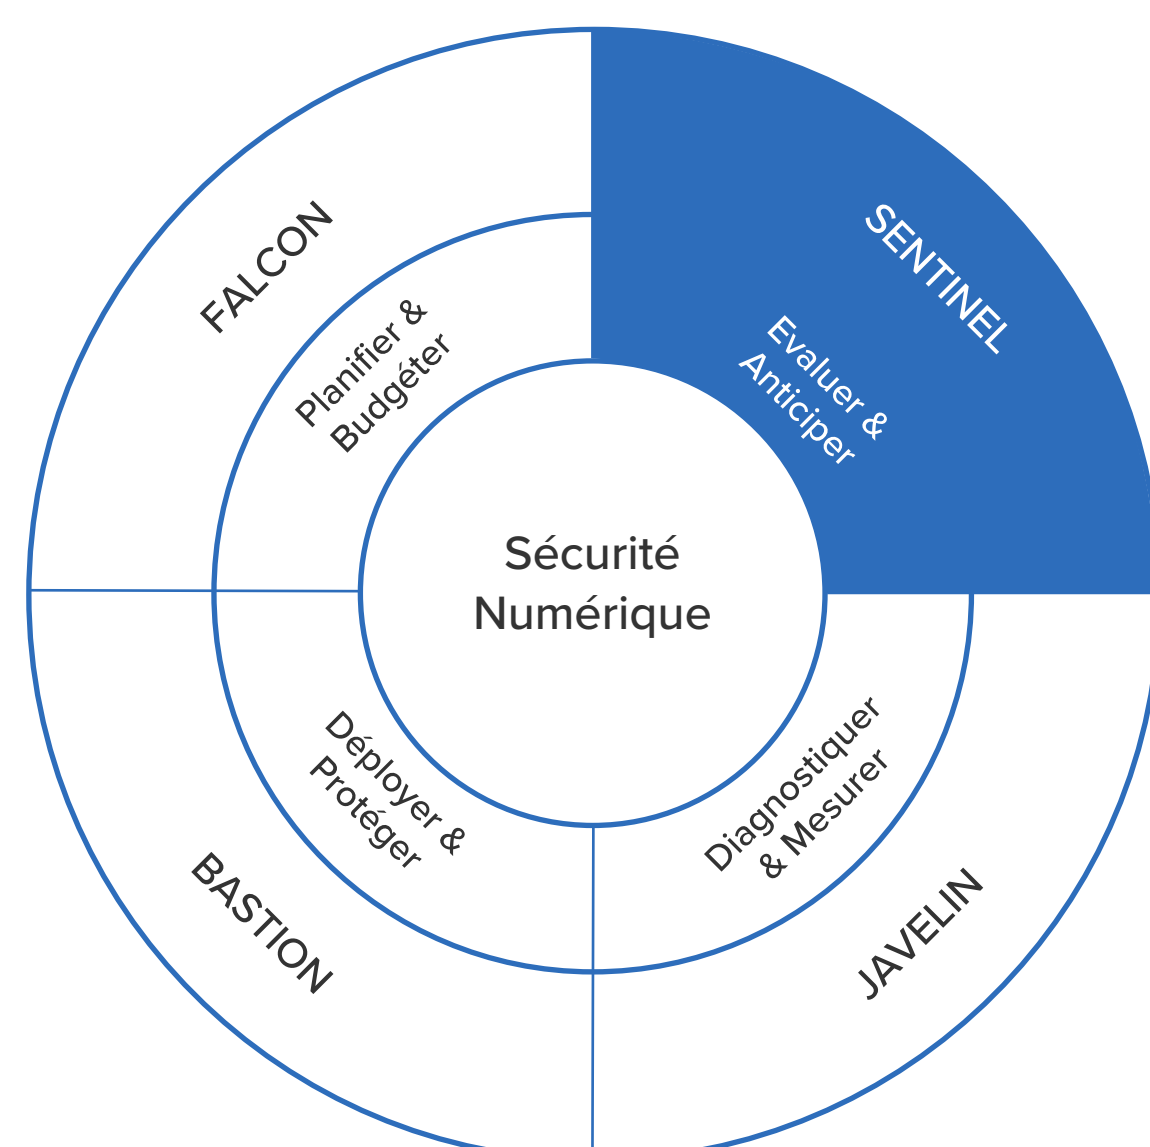 FALCON
Planifier &
Budgéter
SENTINEL
Evaluer &
Anticiper
Sécurité
Numérique
Déployer &
Protéger
BASTION
Diagnostiquer
& Mesurer
JAVELIN